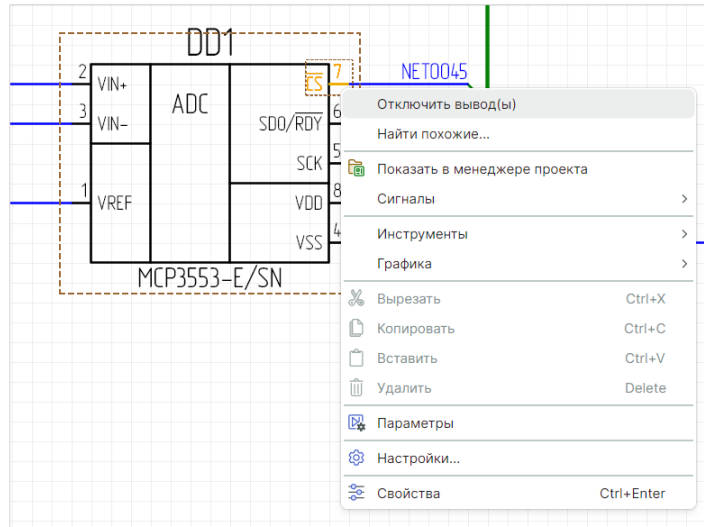 DD1
2 VIN+ ADC CS 7 NET0045
3 VIN- SDO/RDY 6
SCK 5
1 VREF VDD 8
VSS 4
MCP3553-E/SN
Отключить вывод(ы)
Найти похожие...
Показать в менеджере проекта
Сигналы
Инструменты
Графика
Вырезать Ctrl+X
Копировать Ctrl+C
Вставить Ctrl+V
Удалить Delete
Параметры
Настройки...
Свойства Ctrl+Enter